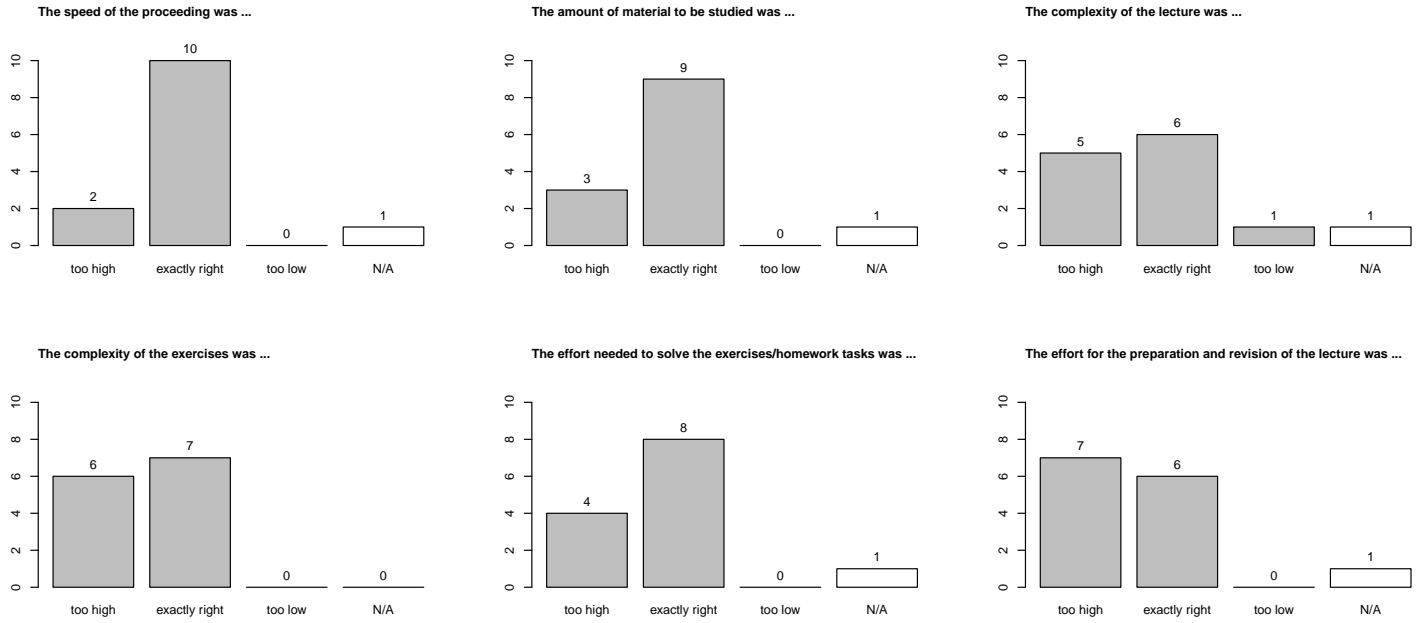 The speed of the proceeding was ...
10
2
0
1
0 2 4 6 8 10
too high exactly right too low N/A
The amount of material to be studied was ...
9
3
0
1
0 2 4 6 8 10
too high exactly right too low N/A
The complexity of the lecture was ...
5
6
1
1
0 2 4 6 8 10
too high exactly right too low N/A
The complexity of the exercises was ...
6
7
0
0
0 2 4 6 8 10
too high exactly right too low N/A
The effort needed to solve the exercises/homework tasks was ...
4
8
0
1
0 2 4 6 8 10
too high exactly right too low N/A
The effort for the preparation and revision of the lecture was ...
7
6
0
1
0 2 4 6 8 10
too high exactly right too low N/A